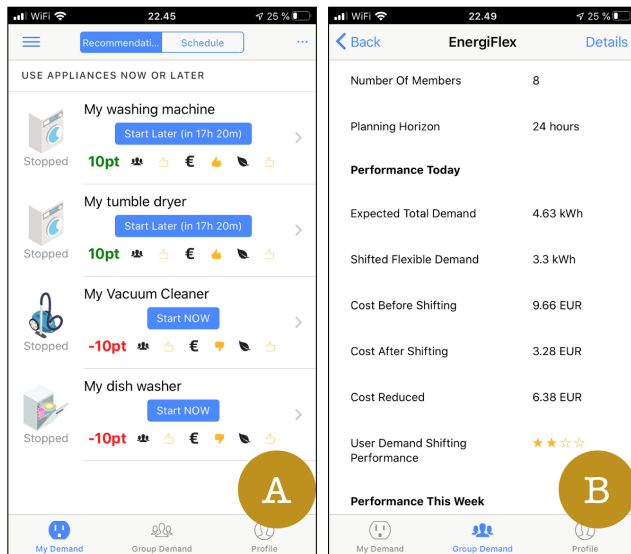 WiFi
22.45
25 %
Recommendati...
Schedule
...
USE APPLIANCES NOW OR LATER
My washing machine
Start Later (in 17h 20m)
Stopped
10pt €
My tumble dryer
Start Later (in 17h 20m)
Stopped
10pt €
My Vacuum Cleaner
Start NOW
Stopped
-10pt €
My dish washer
Start NOW
Stopped
-10pt €
A
My Demand
Group Demand
Profile
WiFi
22.49
25 %
Back
EnergiFlex
Details
Number Of Members 8
Planning Horizon 24 hours
Performance Today
Expected Total Demand 4.63 kWh
Shifted Flexible Demand 3.3 kWh
Cost Before Shifting 9.66 EUR
Cost After Shifting 3.28 EUR
Cost Reduced 6.38 EUR
User Demand Shifting
Performance
★★☆☆
Performance This Week
B
My Demand
Group Demand
Profile